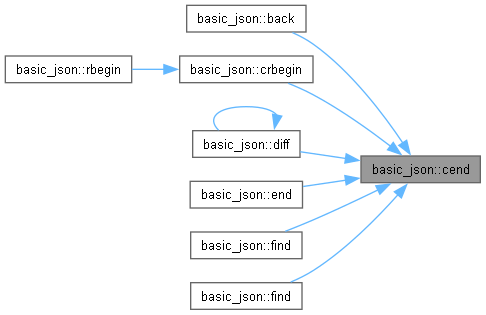 basic_json::back
basic_json::rbegin
basic_json::crbegin
basic_json::diff
basic_json::cend
basic_json::end
basic_json::find
basic_json::find